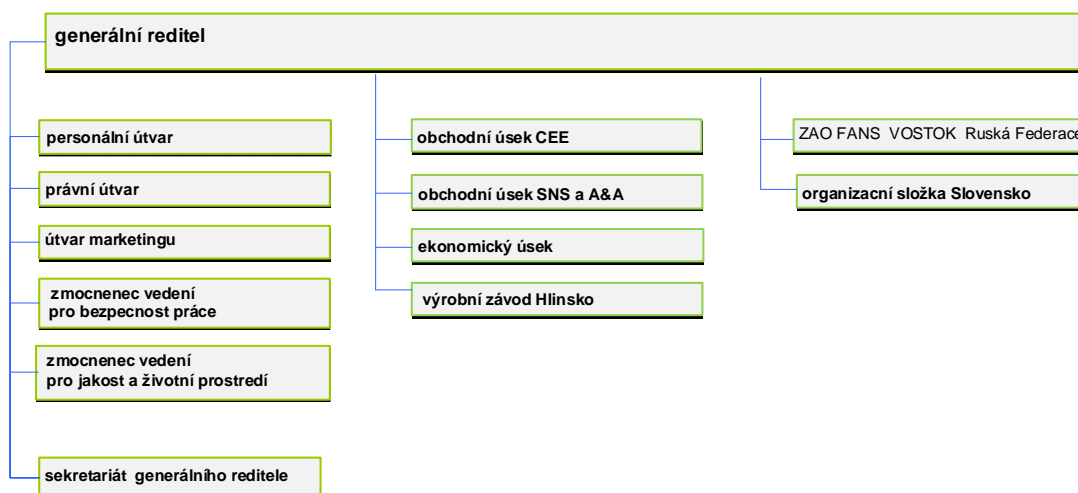 generální reditel
personální útvar
právní útvar
útvar marketingu
zmocnenec vedení
pro bezpecnost práce
zmocnenec vedení
pro jakost a životní prostredí
sekretariát generálního reditele
obchodní úsek CEE
obchodní úsek SNS a A&A
ekonomický úsek
výrobní závod Hlinsko
ZAO FANS VOSTOK Ruská Federace
organizacní složka Slovensko